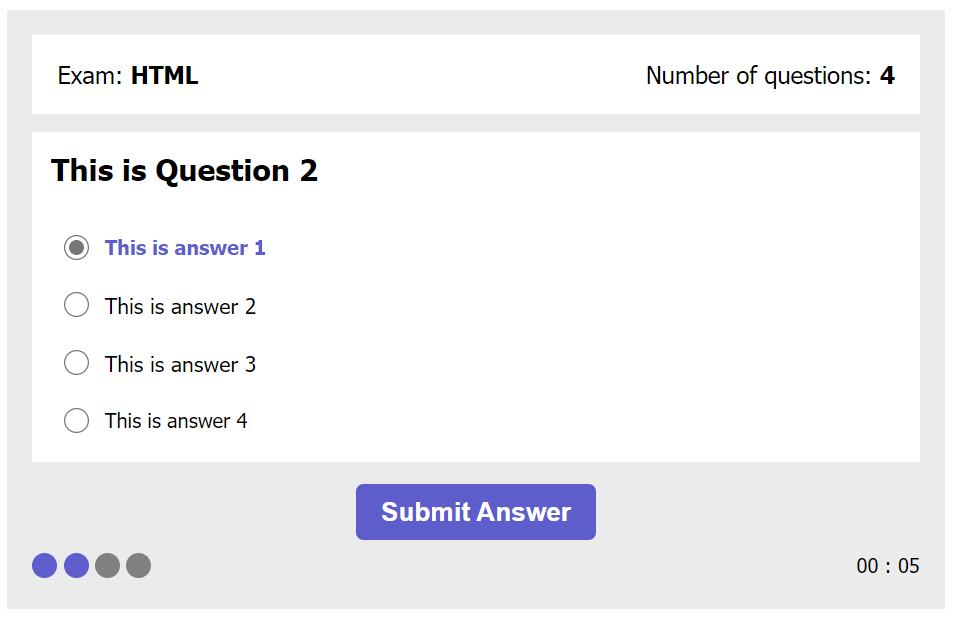 Exam: HTML
Number of questions: 4
This is Question 2
This is answer 1
This is answer 2
This is answer 3
This is answer 4
Submit Answer
00 : 05